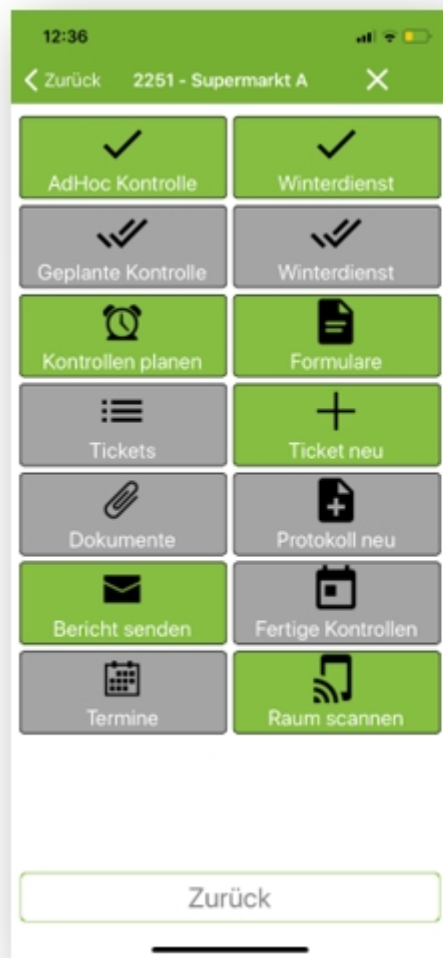 12:36
Zurück 2251 - Supermarkt A
AdHoc Kontrolle
Winterdienst
Geplante Kontrolle
Winterdienst
Kontrollen planen
Formulare
Tickets
Ticket neu
Dokumente
Protokoll neu
Bericht senden
Fertige Kontrollen
Termine
Raum scannen
Zurück